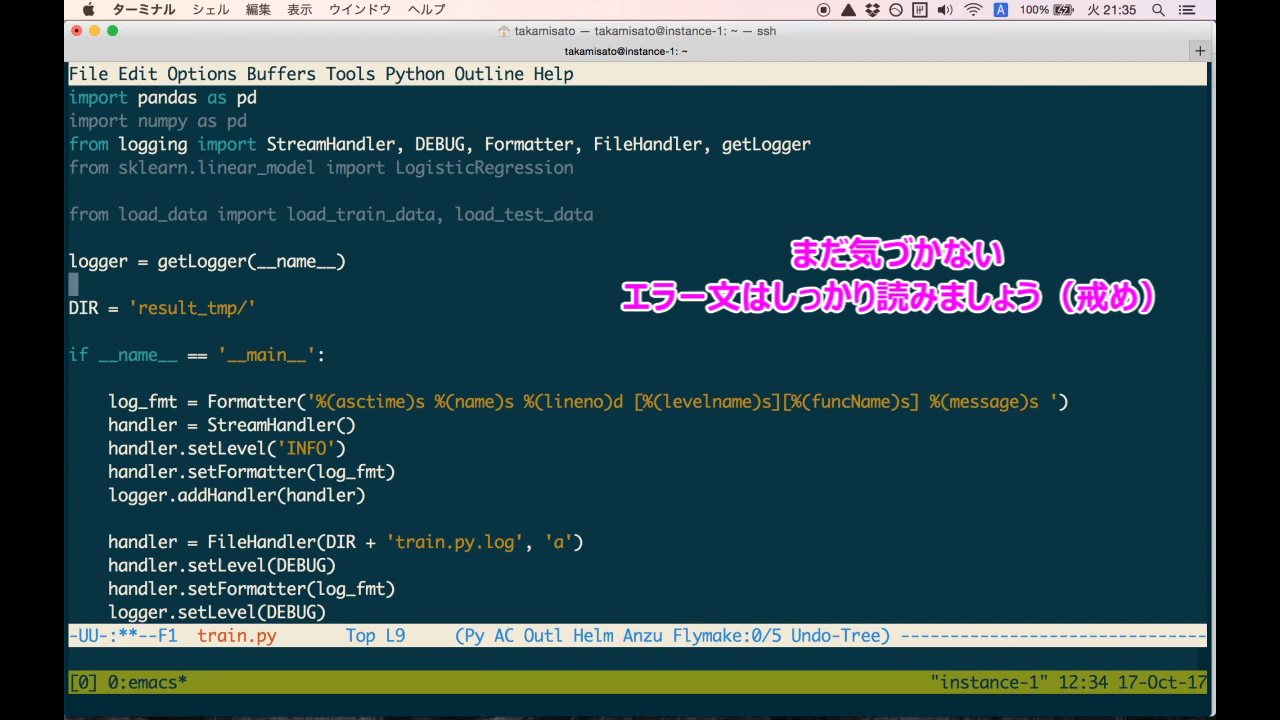 ターミナル シェル 編集 表示 ウインドウ ヘルプ A 100% 火 21:35
takamisato — takamisato@instance-1: ~ — ssh
takamisato@instance-1: ~ +
File Edit Options Buffers Tools Python Outline Help
import pandas as pd
import numpy as pd
from logging import StreamHandler, DEBUG, Formatter, FileHandler, getLogger
from sklearn.linear_model import LogisticRegression
from load_data import load_train_data, load_test_data
まだ気づかない
logger = getLogger(__name__)
エラー文はしっかり読みましょう（戒め）
DIR = 'result_tmp/'
if __name__ == '__main__':
log_fmt = Formatter('%(asctime)s %(name)s %(lineno)d [%(levelname)s][%(funcName)s] %(message)s ')
handler = StreamHandler()
handler.setLevel('INFO')
handler.setFormatter(log_fmt)
logger.addHandler(handler)
handler = FileHandler(DIR + 'train.py.log', 'a')
handler.setLevel(DEBUG)
handler.setFormatter(log_fmt)
logger.setLevel(DEBUG)
-UU-:**--F1 train.py Top L9 (Py AC Outl Helm Anzu Flymake:0/5 Undo-Tree) -------------------------------
[0] 0:emacs* "instance-1" 12:34 17-Oct-17